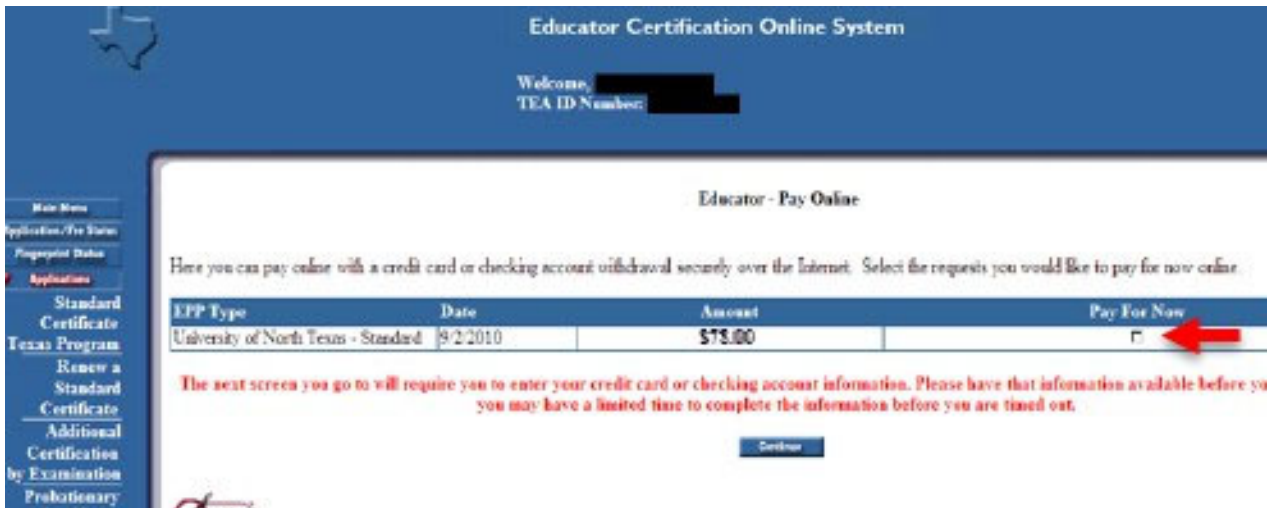 Educator Certification Online System
Welcome,
TEA ID Number:
Educator - Pay Online
Main Menu
Application/Fee Status
Fingerprint Status
Applications
Standard
Certificate
Texas Program
Renew a
Standard
Certificate
Additional
Certification
by Examination
Probationary
Here you can pay online with a credit card or checking account withdrawal securely over the Internet. Select the requests you would like to pay for now online.
EPP Type Date Amount Pay For Now
University of North Texas - Standard 9/2/2010 $75.00
The next screen you go to will require you to enter your credit card or checking account information. Please have that information available before
you may have a limited time to complete the information before you are timed out.
Continue